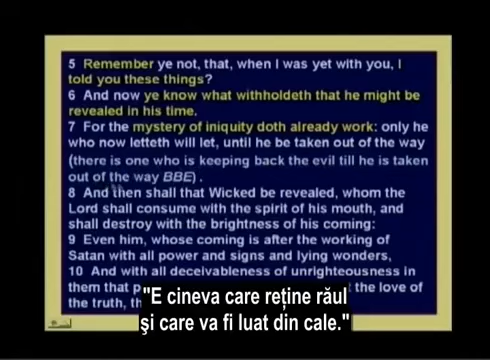 5 Remember ye not, that, when I was yet with you, I
told you these things?
6 And now ye know what withholdeth that he might be
revealed in his time.
7 For the mystery of iniquity doth already work: only he
who now letteth will let, until he be taken out of the way
(there is one who is keeping back the evil till he is taken
out of the way BBE) .
8 And then shall that Wicked be revealed, whom the
Lord shall consume with the spirit of his mouth, and
shall destroy with the brightness of his coming:
9 Even him, whose coming is after the working of
Satan with all power and signs and lying wonders,
10 And with all deceivableness of unrighteousness in
them that the love of
the truth,
"E cineva care reţine răul
şi care va fi luat din cale."